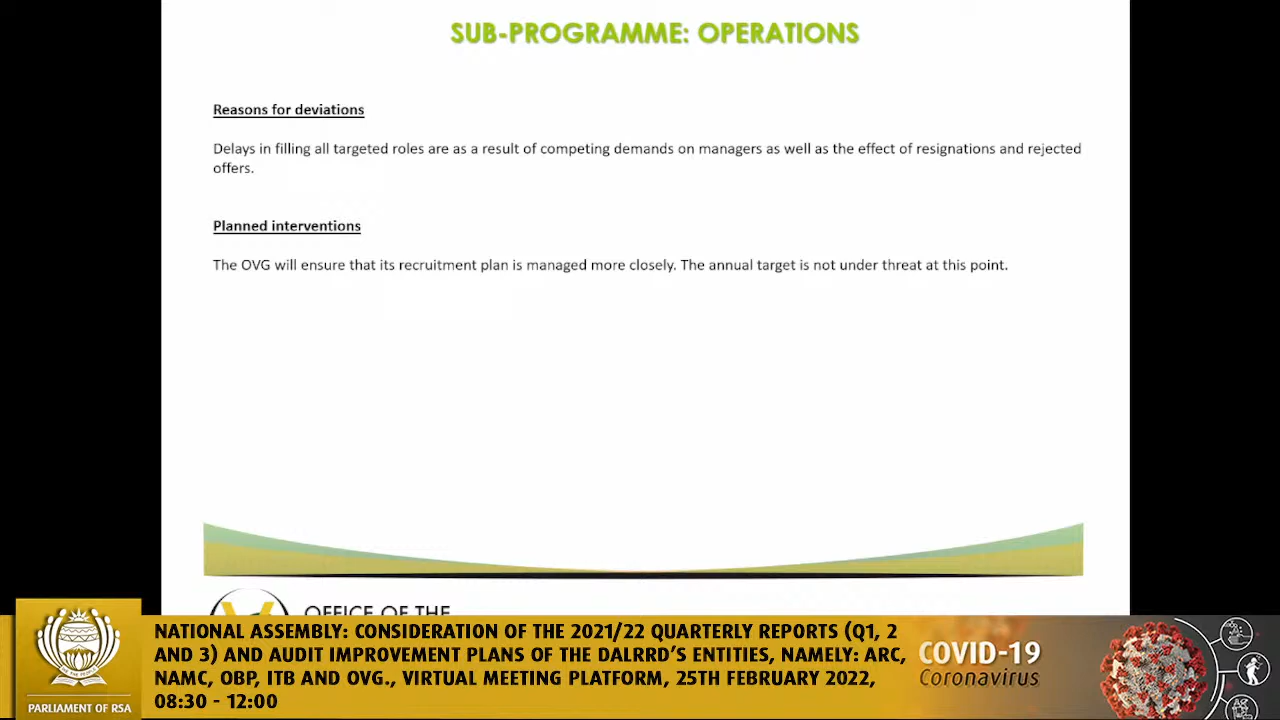 SUB-PROGRAMME: OPERATIONS
Reasons for deviations
Delays in filling all targeted roles are as a result of competing demands on managers as well as the effect of resignations and rejected
offers.
Planned interventions
The OVG will ensure that its recruitment plan is managed more closely. The annual target is not under threat at this point.
OFFICE OF THE
NATIONAL ASSEMBLY: CONSIDERATION OF THE 2021/22 QUARTERLY REPORTS (Q1, 2
AND 3) AND AUDIT IMPROVEMENT PLANS OF THE DALRRD'S ENTITIES, NAMELY: ARC,
NAMC, OBP, ITB AND OVG., VIRTUAL MEETING PLATFORM, 25TH FEBRUARY 2022,
08:30 - 12:00
PARLIAMENT OF RSA
COVID-19
Coronavirus